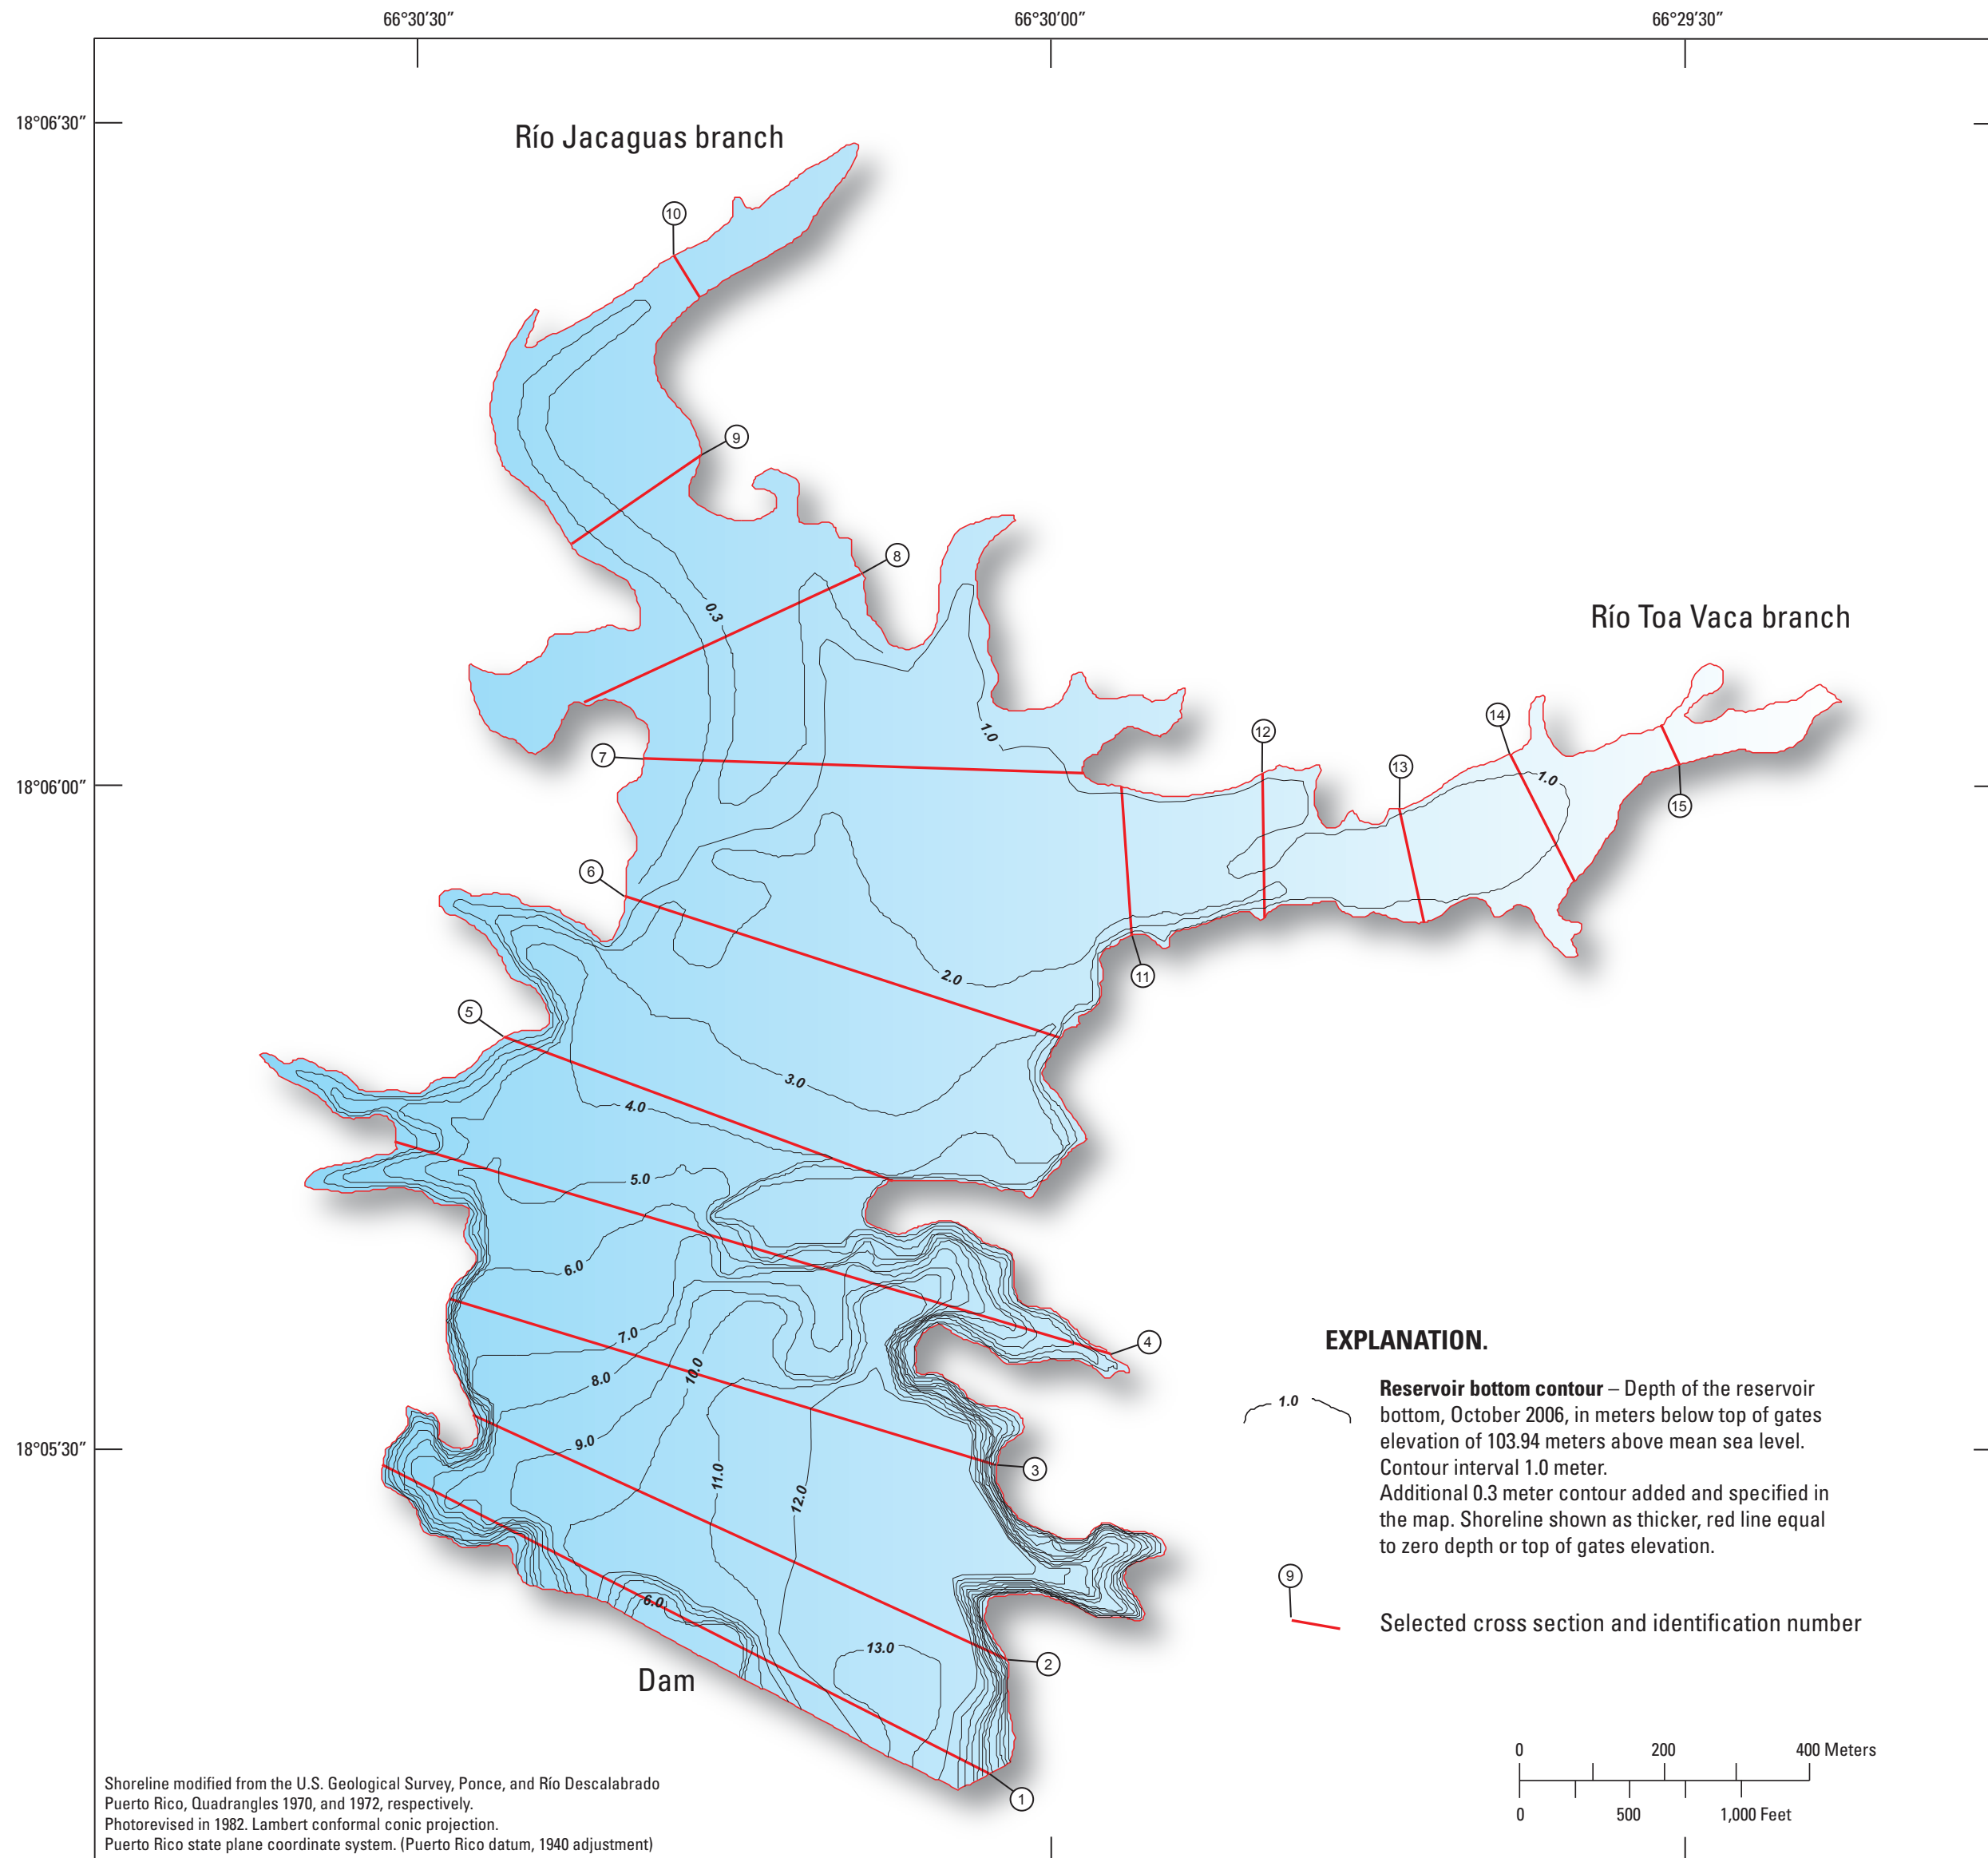 66°30'30"
66°30'00"
66°29'30"
18°06'30"
Río Jacaguas branch
10
9
8
Río Toa Vaca branch
0.3
14
12
1.0
7
13
1.0
18°06'00"
15
6
2.0
11
5
3.0
4.0
5.0
6.0
7.0
4
10.0
8.0
9.0
18°05'30"
3
11.0
12.0
6.0
13.0
2
Dam
1
EXPLANATION.
1.0
Reservoir bottom contour – Depth of the reservoir
bottom, October 2006, in meters below top of gates
elevation of 103.94 meters above mean sea level.
Contour interval 1.0 meter.
Additional 0.3 meter contour added and specified in
the map. Shoreline shown as thicker, red line equal
to zero depth or top of gates elevation.
9
Selected cross section and identification number
0 200 400 Meters
0 500 1,000 Feet
Shoreline modified from the U.S. Geological Survey, Ponce, and Río Descalabrado
Puerto Rico, Quadrangles 1970, and 1972, respectively.
Photorevised in 1982. Lambert conformal conic projection.
Puerto Rico state plane coordinate system. (Puerto Rico datum, 1940 adjustment)